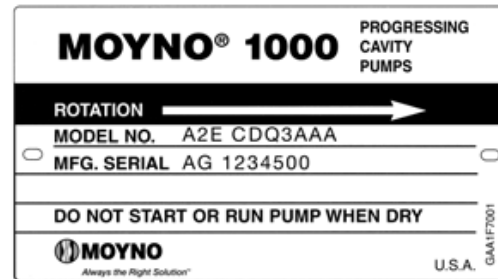 MOYNO® 1000
PROGRESSING
CAVITY
PUMPS
ROTATION
MODEL NO. A2E CDQ3AAA
MFG. SERIAL AG 1234500
DO NOT START OR RUN PUMP WHEN DRY
MOYNO
Always the Right Solution™
U.S.A.
GAA1F7001